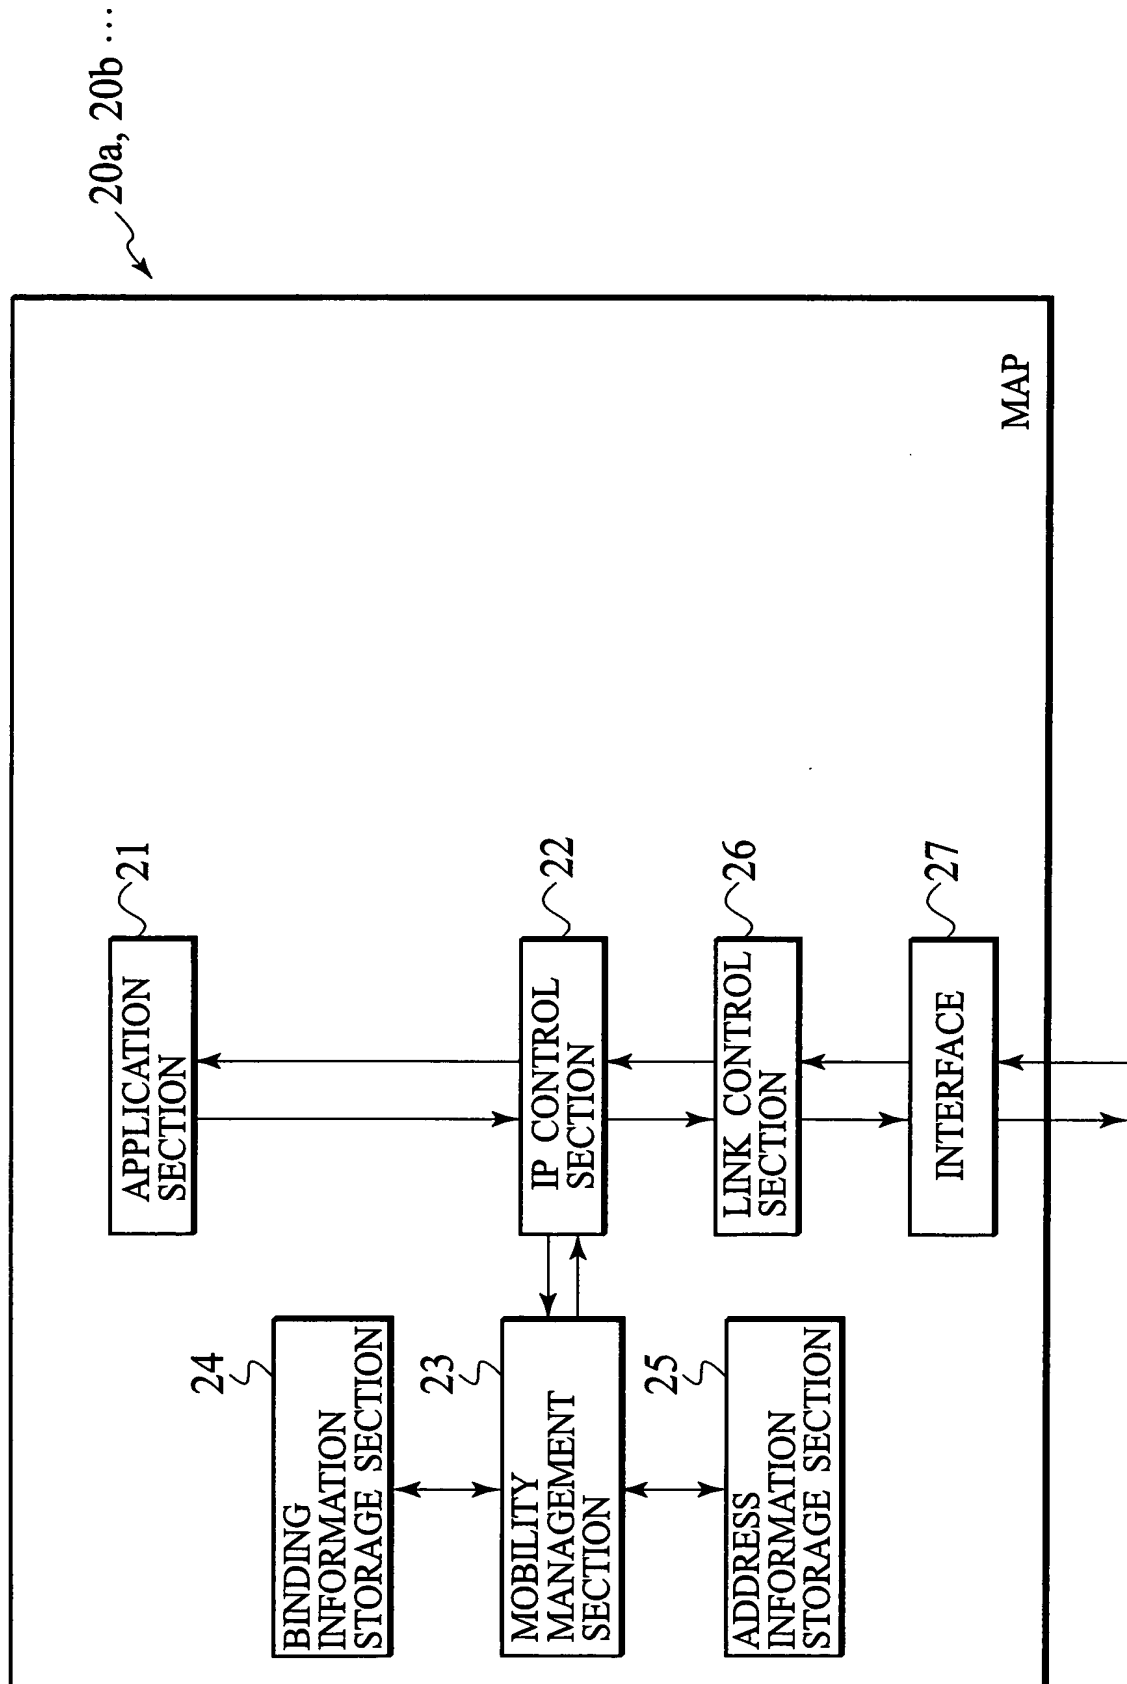 20a, 20b ...
APPLICATION
SECTION
21
BINDING
INFORMATION
STORAGE SECTION
24
MOBILITY
MANAGEMENT
SECTION
23
IP CONTROL
SECTION
22
ADDRESS
INFORMATION
STORAGE SECTION
25
LINK CONTROL
SECTION
26
INTERFACE
27
MAP